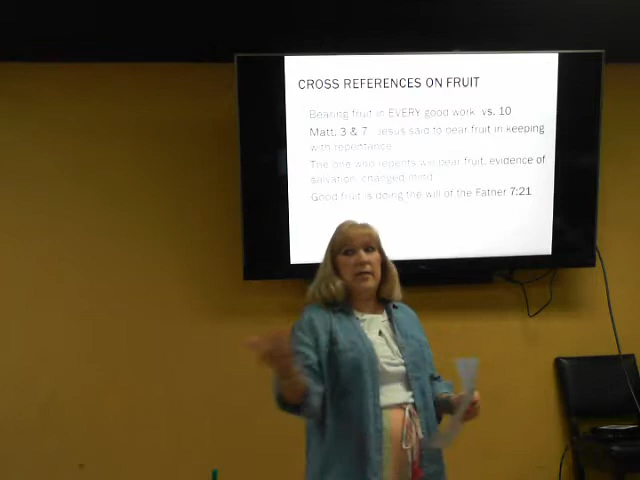 CROSS REFERENCES ON FRUIT
Bearing fruit in EVERY good work vs. 10
Matt. 3 & 7 Jesus said to bear fruit in keeping
with repentance
The one who repents will bear fruit, evidence of
salvation, changed mind
Good fruit is doing the will of the Father 7:21